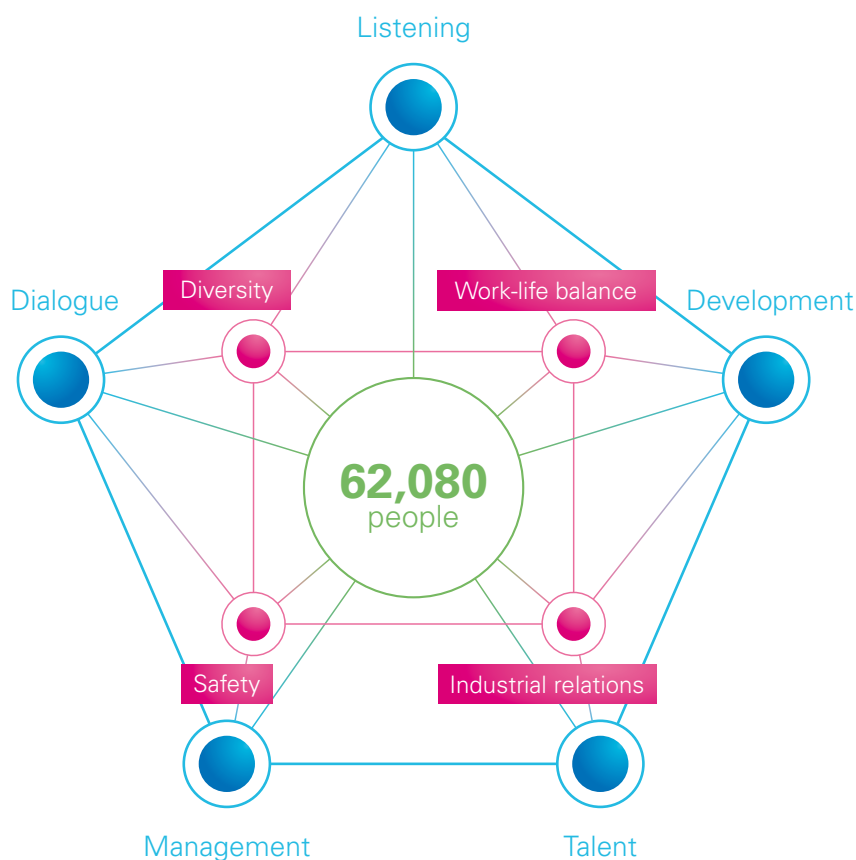 Listening
Diversity
Work-life balance
Dialogue
Development
62,080
people
Safety
Industrial relations
Management
Talent